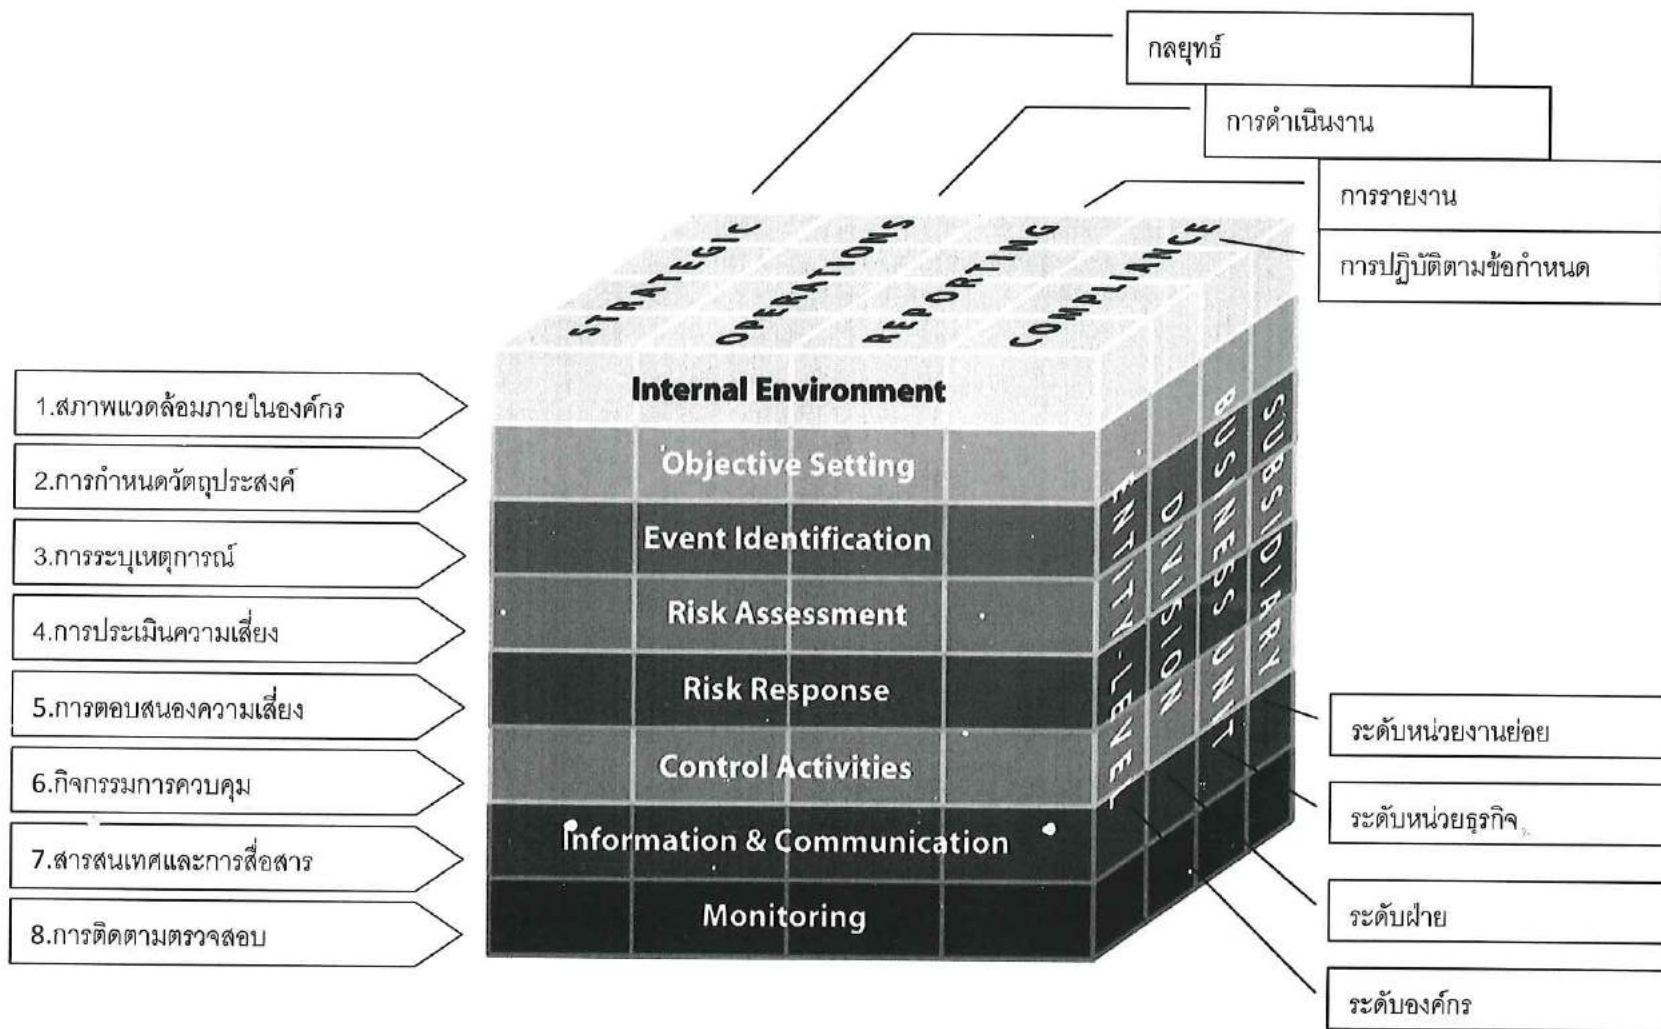 กลยุทธ์
การดำเนินงาน
การรายงาน
การปฏิบัติตามข้อกำหนด
STRATEGIC
OPERATIONS
REPORTING
COMPLIANCE
1.สภาพแวดล้อมภายในองค์กร
2.การกำหนดวัตถุประสงค์
3.การระบุเหตุการณ์
4.การประเมินความเสี่ยง
5.การตอบสนองความเสี่ยง
6.กิจกรรมการควบคุม
7.สารสนเทศและการสื่อสาร
8.การติดตามตรวจสอบ
Internal Environment
Objective Setting
Event Identification
Risk Assessment
Risk Response
Control Activities
Information & Communication
Monitoring
ENTITY-LEVEL
DIVISION
BUSINESS UNIT
SUBSIDIARY
ระดับหน่วยงานย่อย
ระดับหน่วยธุรกิจ
ระดับฝ่าย
ระดับองค์กร